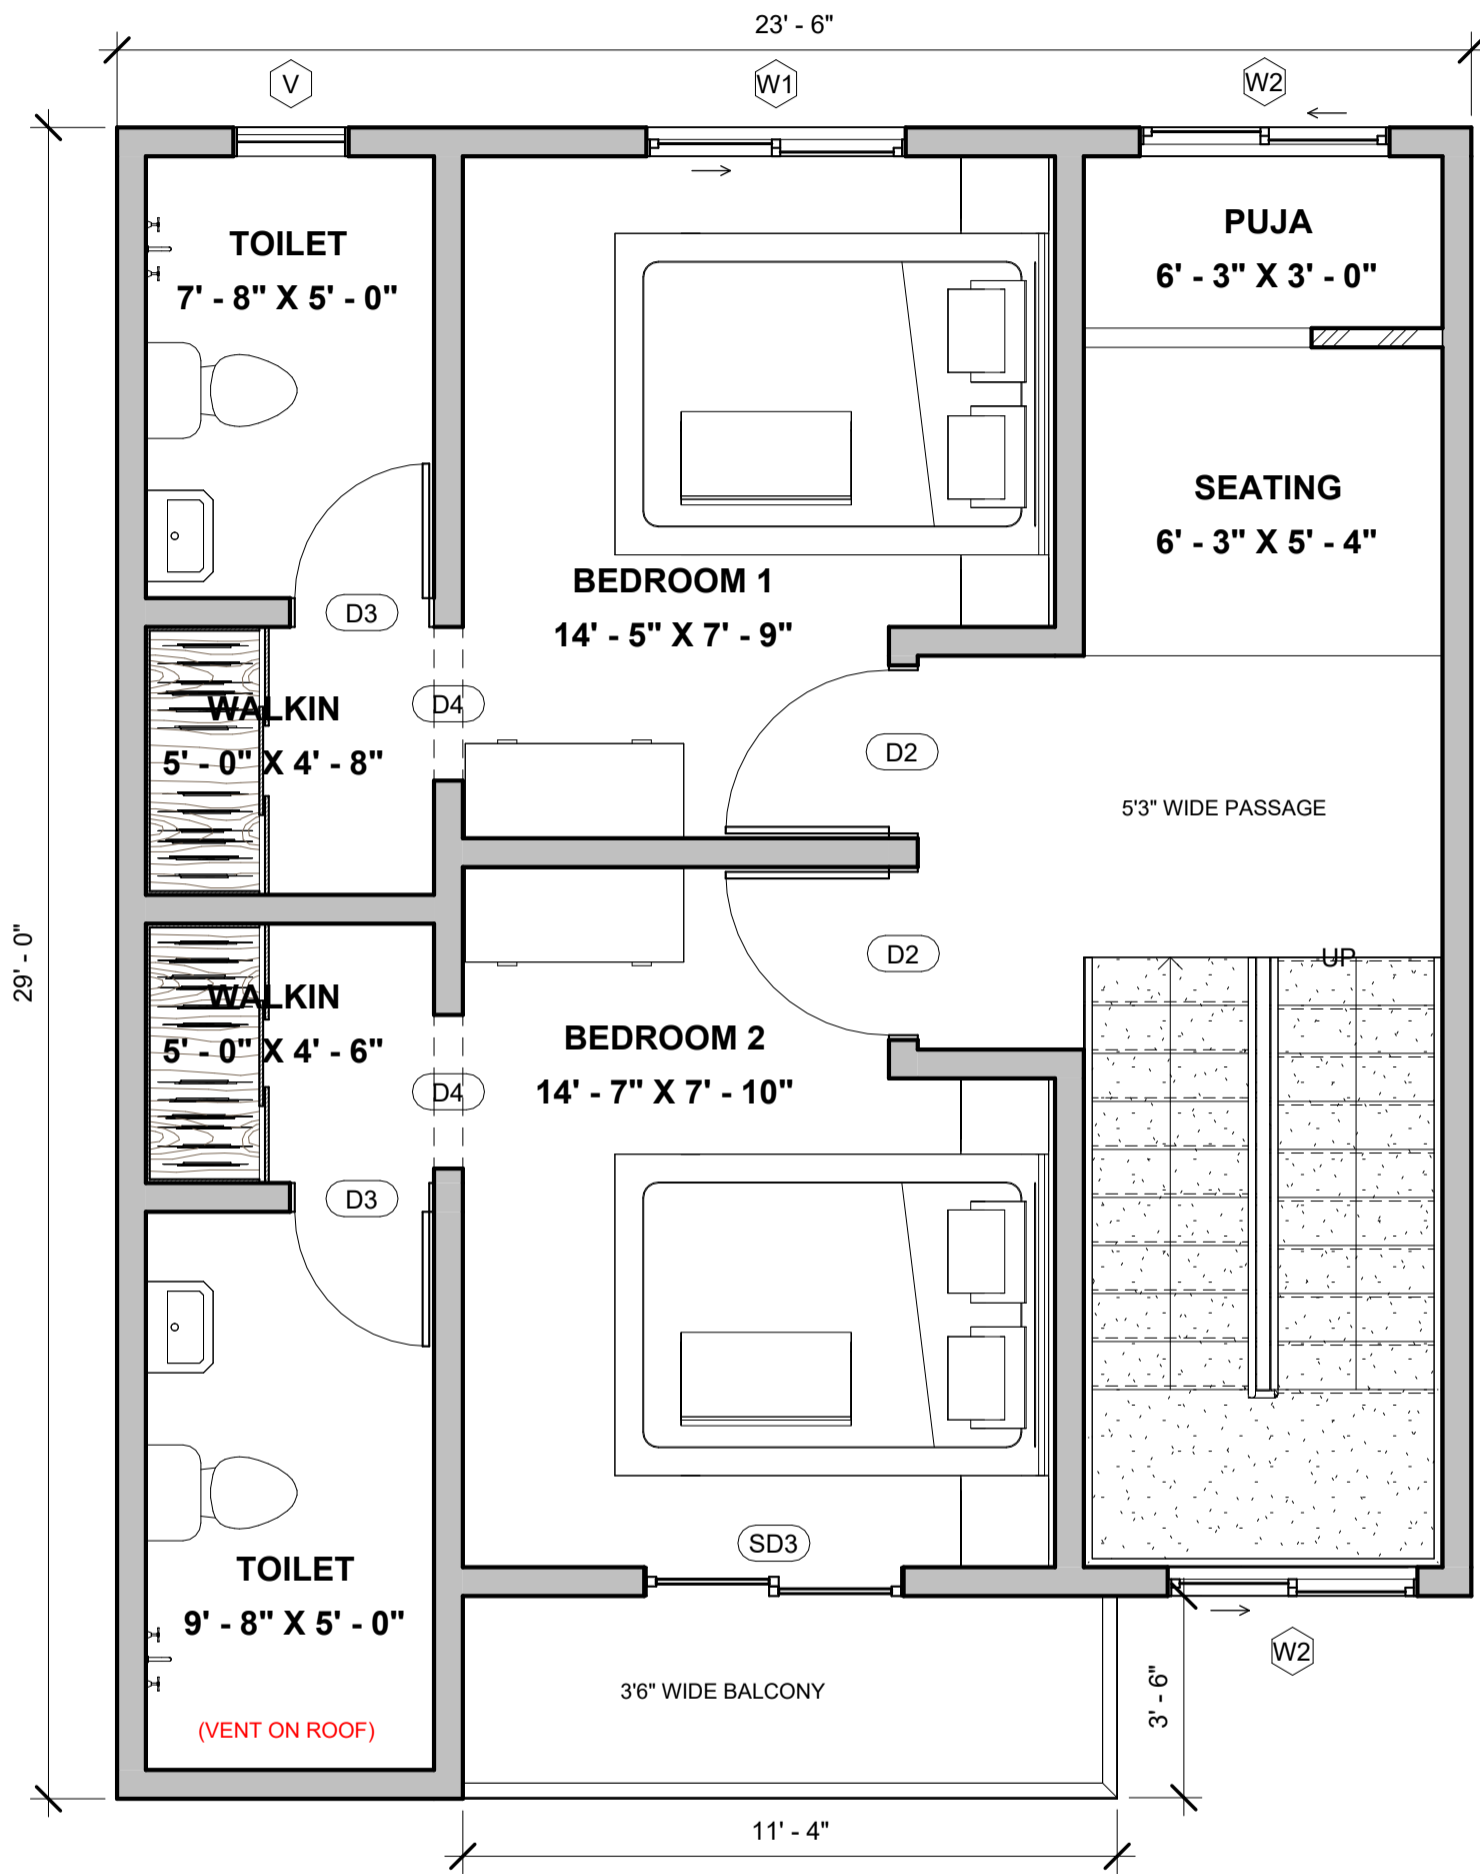 23' - 6"
V
W1
W2
TOILET
7' - 8" X 5' - 0"
PUJA
6' - 3" X 3' - 0"
SEATING
6' - 3" X 5' - 4"
BEDROOM 1
14' - 5" X 7' - 9"
D3
WALKIN
5' - 0" X 4' - 8"
D4
D2
5'3" WIDE PASSAGE
29' - 0"
D2
UP
WALKIN
5' - 0" X 4' - 6"
BEDROOM 2
14' - 7" X 7' - 10"
D4
D3
SD3
TOILET
9' - 8" X 5' - 0"
W2
3'6" WIDE BALCONY
3' - 6"
(VENT ON ROOF)
11' - 4"